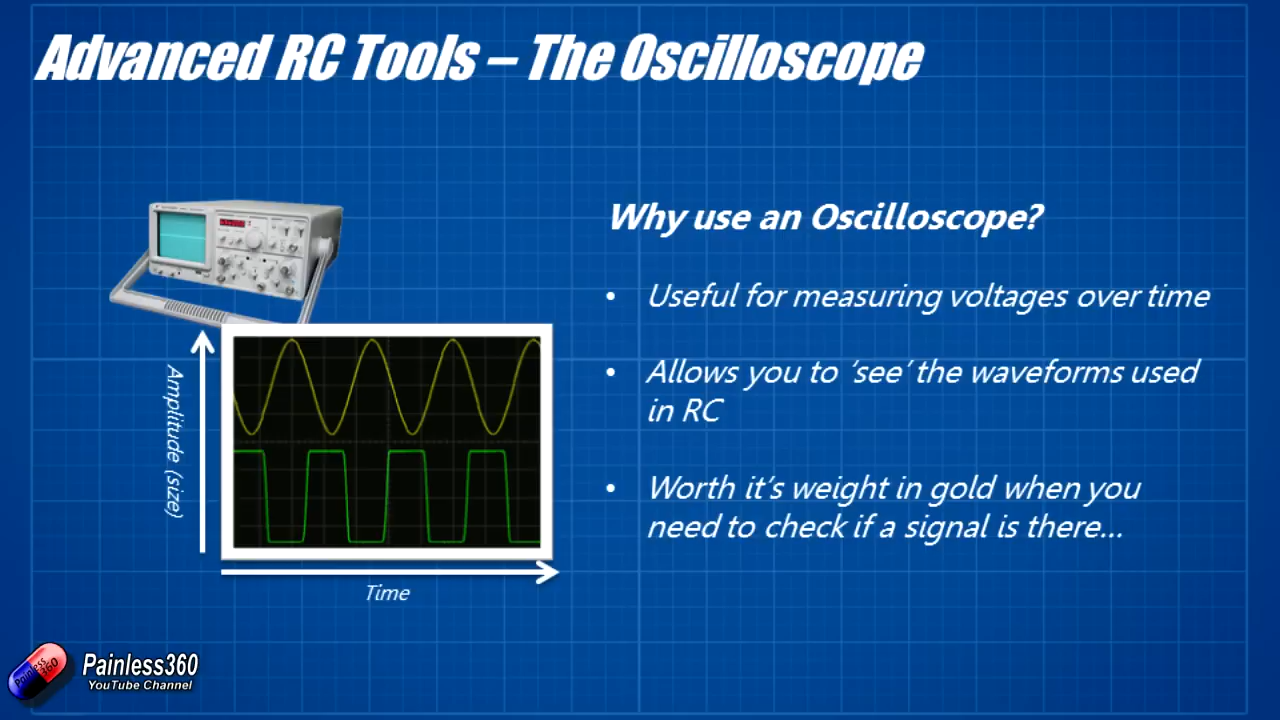 Advanced RC Tools – The Oscilloscope
Why use an Oscilloscope?
• Useful for measuring voltages over time
• Allows you to ‘see’ the waveforms used
in RC
• Worth it’s weight in gold when you
need to check if a signal is there...
Amplitude (size)
Time
Painless360
Painless360
YouTube Channel